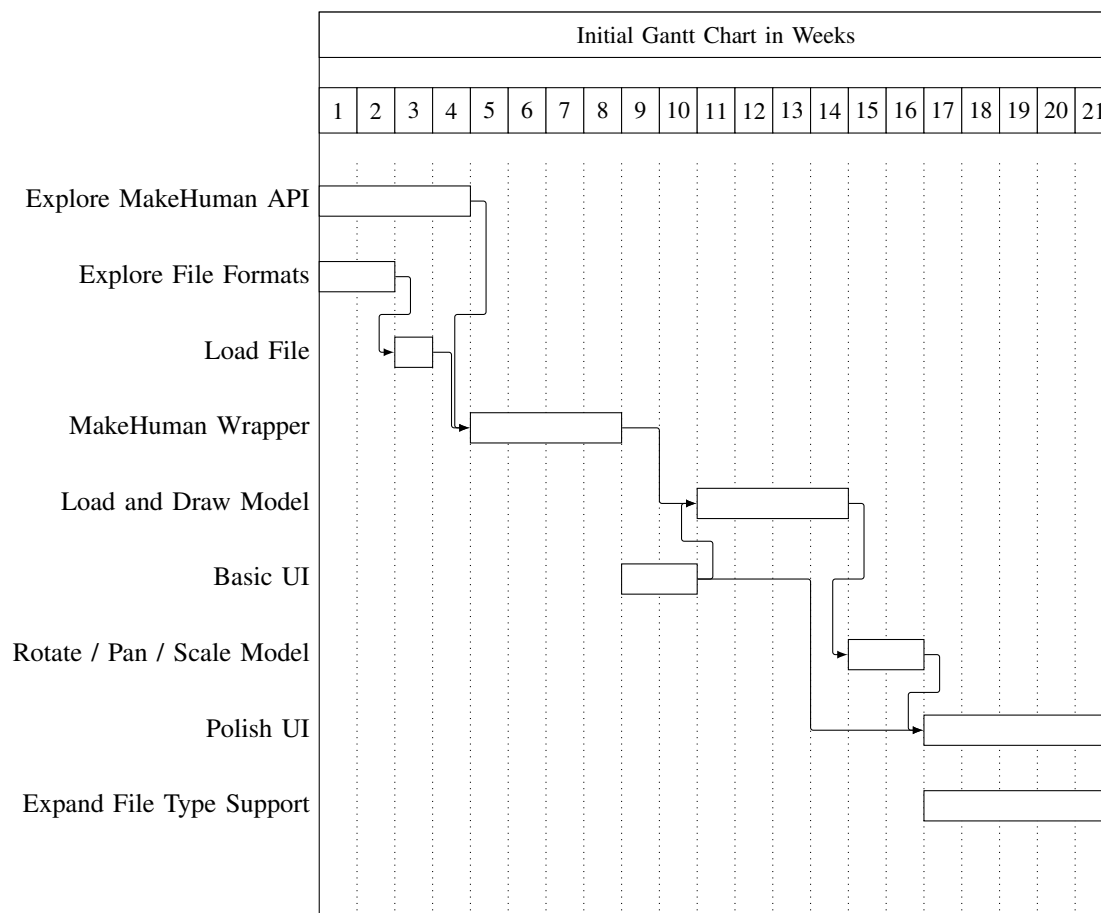 Initial Gantt Chart in Weeks
1 2 3 4 5 6 7 8 9 10 11 12 13 14 15 16 17 18 19 20 21
Explore MakeHuman API
Explore File Formats
Load File
MakeHuman Wrapper
Load and Draw Model
Basic UI
Rotate / Pan / Scale Model
Polish UI
Expand File Type Support